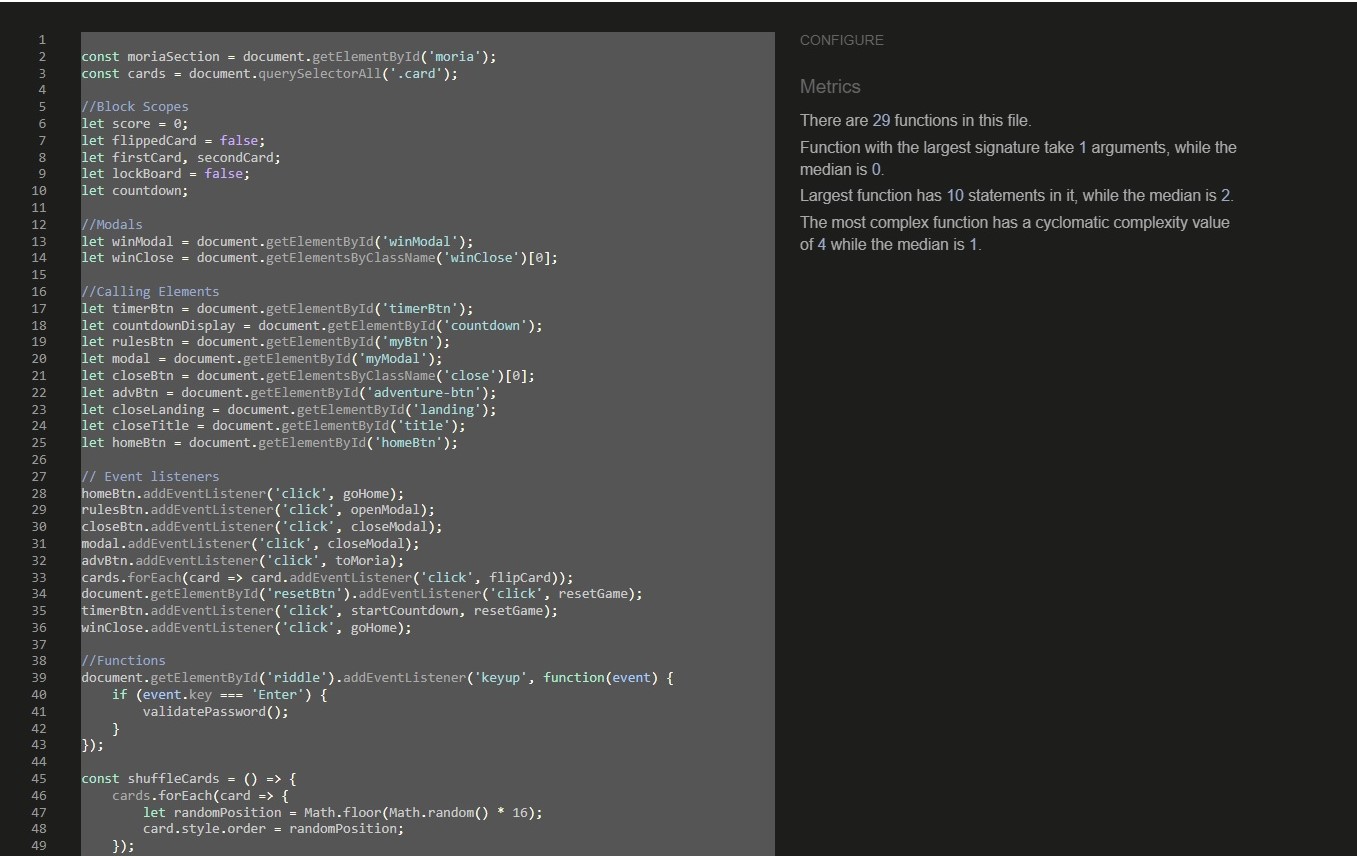 1
2 const moriaSection = document.getElementById('moria');
3 const cards = document.querySelectorAll('.card');
4
5 //Block Scopes
6 let score = 0;
7 let flippedCard = false;
8 let firstCard, secondCard;
9 let lockBoard = false;
10 let countdown;
11
12 //Modals
13 let winModal = document.getElementById('winModal');
14 let winClose = document.getElementsByClassName('winClose')[0];
15
16 //Calling Elements
17 let timerBtn = document.getElementById('timerBtn');
18 let countdownDisplay = document.getElementById('countdown');
19 let rulesBtn = document.getElementById('myBtn');
20 let modal = document.getElementById('myModal');
21 let closeBtn = document.getElementsByClassName('close')[0];
22 let advBtn = document.getElementById('adventure-btn');
23 let closeLanding = document.getElementById('landing');
24 let closeTitle = document.getElementById('title');
25 let homeBtn = document.getElementById('homeBtn');
26
27 // Event listeners
28 homeBtn.addEventListener('click', goHome);
29 rulesBtn.addEventListener('click', openModal);
30 closeBtn.addEventListener('click', closeModal);
31 modal.addEventListener('click', closeModal);
32 advBtn.addEventListener('click', toMoria);
33 cards.forEach(card => card.addEventListener('click', flipCard));
34 document.getElementById('resetBtn').addEventListener('click', resetGame);
35 timerBtn.addEventListener('click', startCountdown, resetGame);
36 winClose.addEventListener('click', goHome);
37
38 //Functions
39 document.getElementById('riddle').addEventListener('keyup', function(event) {
40     if (event.key === 'Enter') {
41         validatePassword();
42     }
43 });
44
45 const shuffleCards = () => {
46     cards.forEach(card => {
47         let randomPosition = Math.floor(Math.random() * 16);
48         card.style.order = randomPosition;
49     });
CONFIGURE
Metrics
There are 29 functions in this file.
Function with the largest signature take 1 arguments, while the
median is 0.
Largest function has 10 statements in it, while the median is 2.
The most complex function has a cyclomatic complexity value
of 4 while the median is 1.